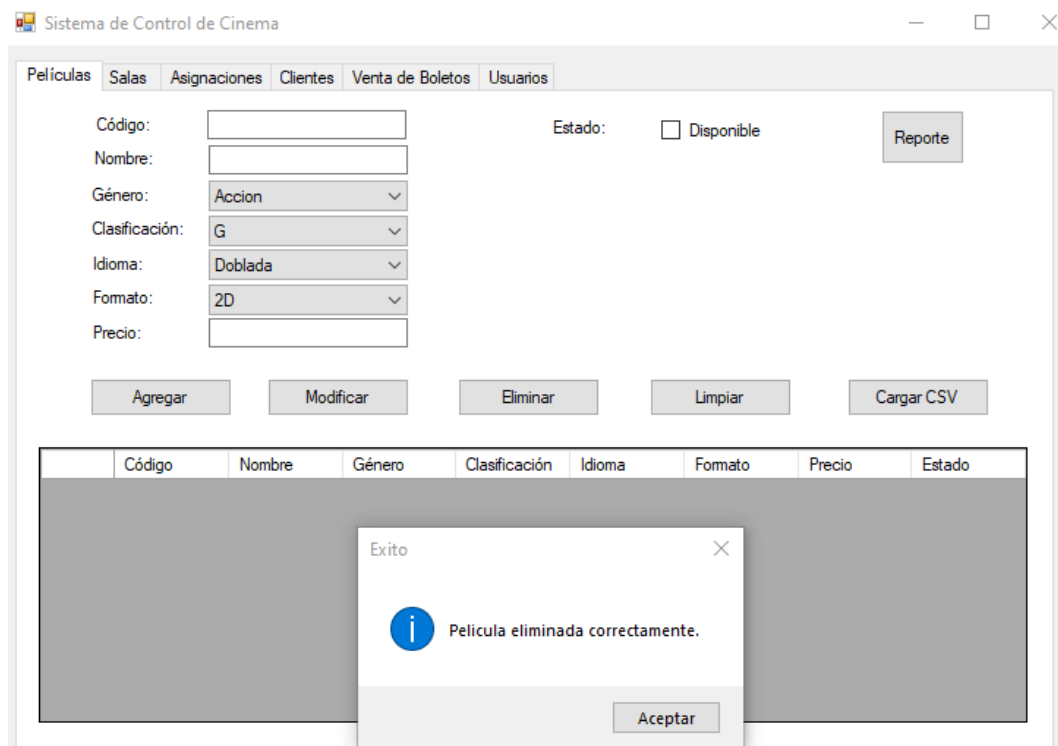 Sistema de Control de Cinema
Películas Salas Asignaciones Clientes Venta de Boletos Usuarios
Código:
Estado: Disponible
Reporte
Nombre:
Género: Accion
Clasificación: G
Idioma: Doblada
Formato: 2D
Precio:
Agregar Modificar Eliminar Limpiar Cargar CSV
Código Nombre Género Clasificación Idioma Formato Precio Estado
Exito
i
Pelicula eliminada correctamente.
Aceptar